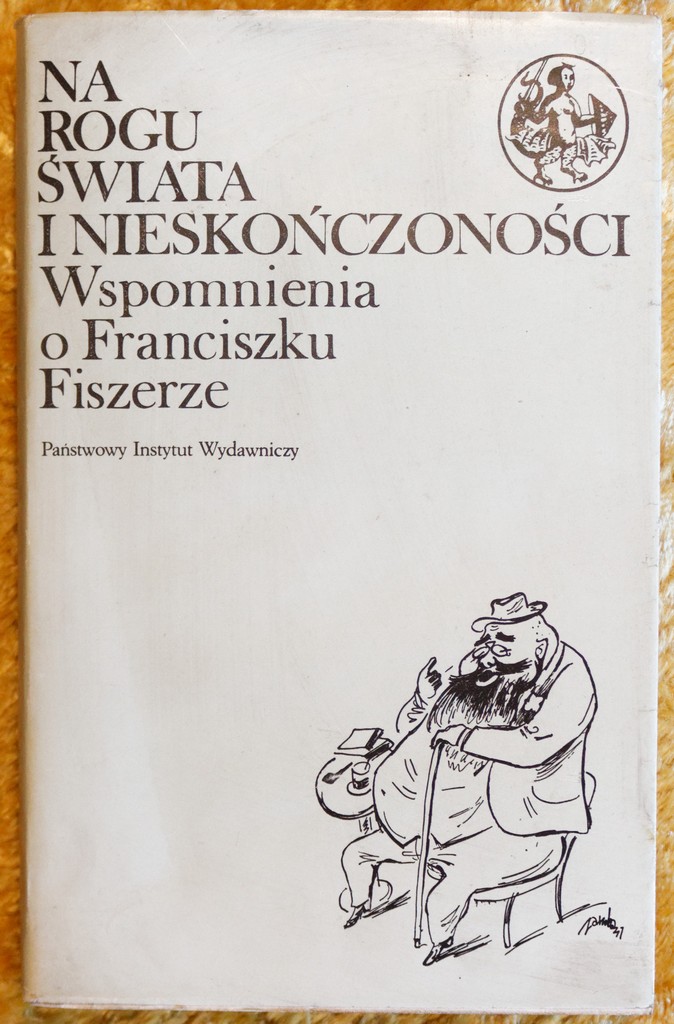 NA
ROGU
ŚWIATA
I NIESKOŃCZONOŚCI
Wspomnienia
o Franciszku
Fiszerze
Państwowy Instytut Wydawniczy